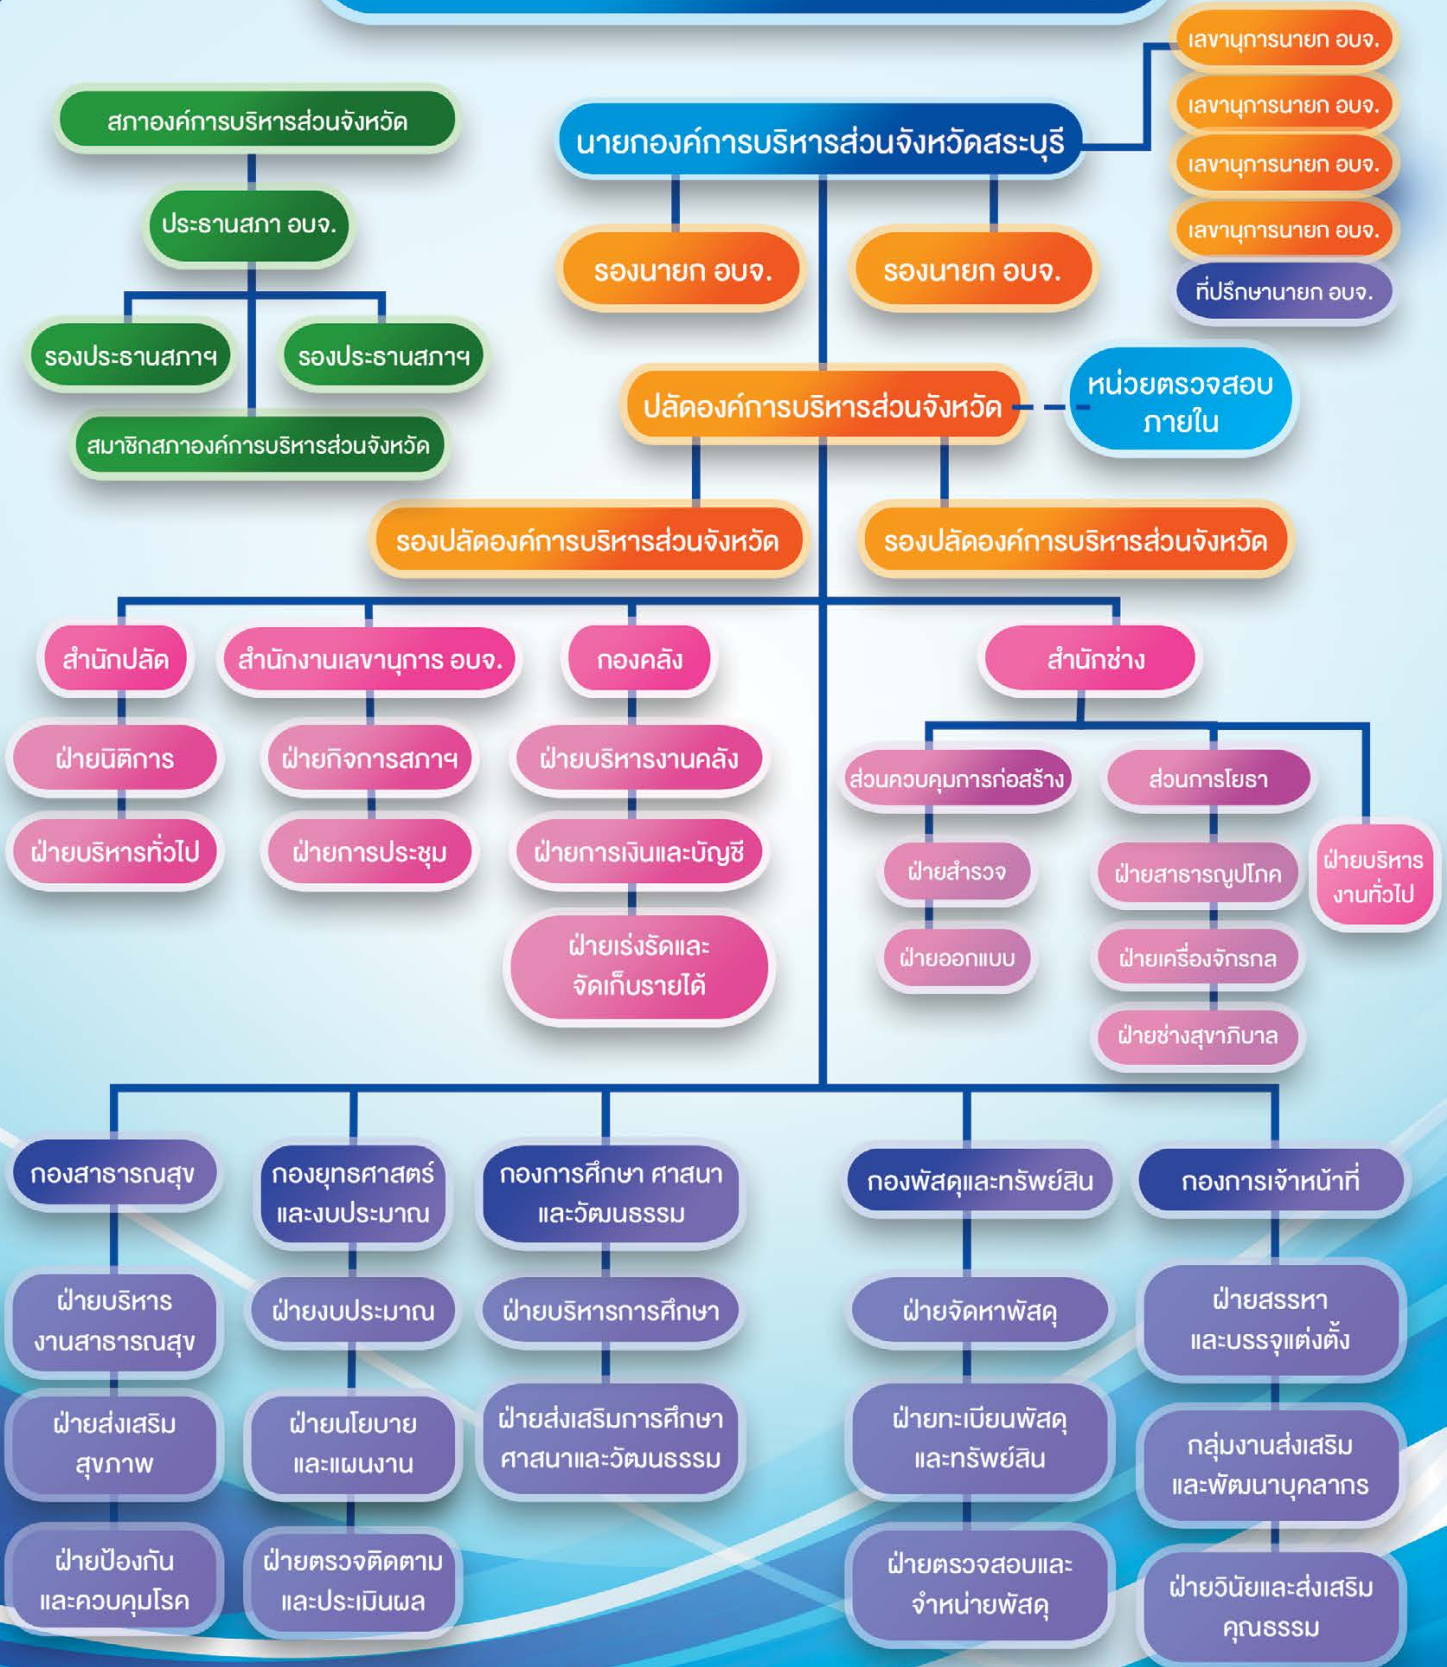 เลขานุการนายก อบจ.
เลขานุการนายก อบจ.
เลขานุการนายก อบจ.
เลขานุการนายก อบจ.
ที่ปรึกษานายก อบจ.
สภาองค์การบริหารส่วนจังหวัด
ประธานสภา อบจ.
รองประธานสภาฯ
รองประธานสภาฯ
สมาชิกสภาองค์การบริหารส่วนจังหวัด
นายกองค์การบริหารส่วนจังหวัดสระบุรี
รองนายก อบจ.
รองนายก อบจ.
ปลัดองค์การบริหารส่วนจังหวัด
หน่วยตรวจสอบ
ภายใน
รองปลัดองค์การบริหารส่วนจังหวัด
รองปลัดองค์การบริหารส่วนจังหวัด
สำนักปลัด
ฝ่ายนิติการ
ฝ่ายบริหารทั่วไป
สำนักงานเลขานุการ อบจ.
ฝ่ายกิจการสภาฯ
ฝ่ายการประชุม
กองคลัง
ฝ่ายบริหารงานคลัง
ฝ่ายการเงินและบัญชี
ฝ่ายเร่งรัดและ
จัดเก็บรายได้
สำนักช่าง
ส่วนควบคุมการก่อสร้าง
ฝ่ายสำรวจ
ฝ่ายออกแบบ
ส่วนการโยธา
ฝ่ายสาธารณูปโภค
ฝ่ายเครื่องจักรกล
ฝ่ายช่างสุขาภิบาล
ฝ่ายบริหาร
งานทั่วไป
กองสาธารณสุข
ฝ่ายบริหาร
งานสาธารณสุข
ฝ่ายส่งเสริม
สุขภาพ
ฝ่ายป้องกัน
และควบคุมโรค
กองยุทธศาสตร์
และงบประมาณ
ฝ่ายงบประมาณ
ฝ่ายนโยบาย
และแผนงาน
ฝ่ายตรวจติดตาม
และประเมินผล
กองการศึกษา ศาสนา
และวัฒนธรรม
ฝ่ายบริหารการศึกษา
ฝ่ายส่งเสริมการศึกษา
ศาสนาและวัฒนธรรม
กองพัสดุและทรัพย์สิน
ฝ่ายจัดหาพัสดุ
ฝ่ายทะเบียนพัสดุ
และทรัพย์สิน
ฝ่ายตรวจสอบและ
จำหน่ายพัสดุ
กองการเจ้าหน้าที่
ฝ่ายสรรหา
และบรรจุแต่งตั้ง
กลุ่มงานส่งเสริม
และพัฒนาบุคลากร
ฝ่ายวินัยและส่งเสริม
คุณธรรม